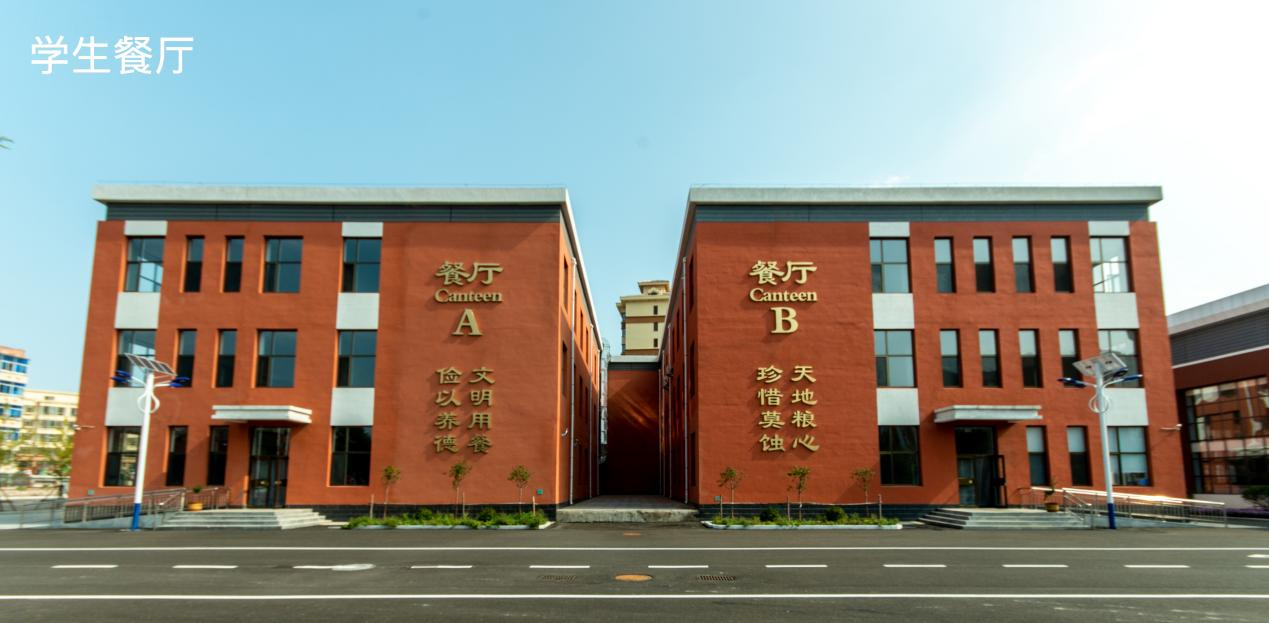 学生餐厅
餐厅
Canteen
A
文明用餐
俭以养德
餐厅
Canteen
B
天地粮心
珍惜莫蚀